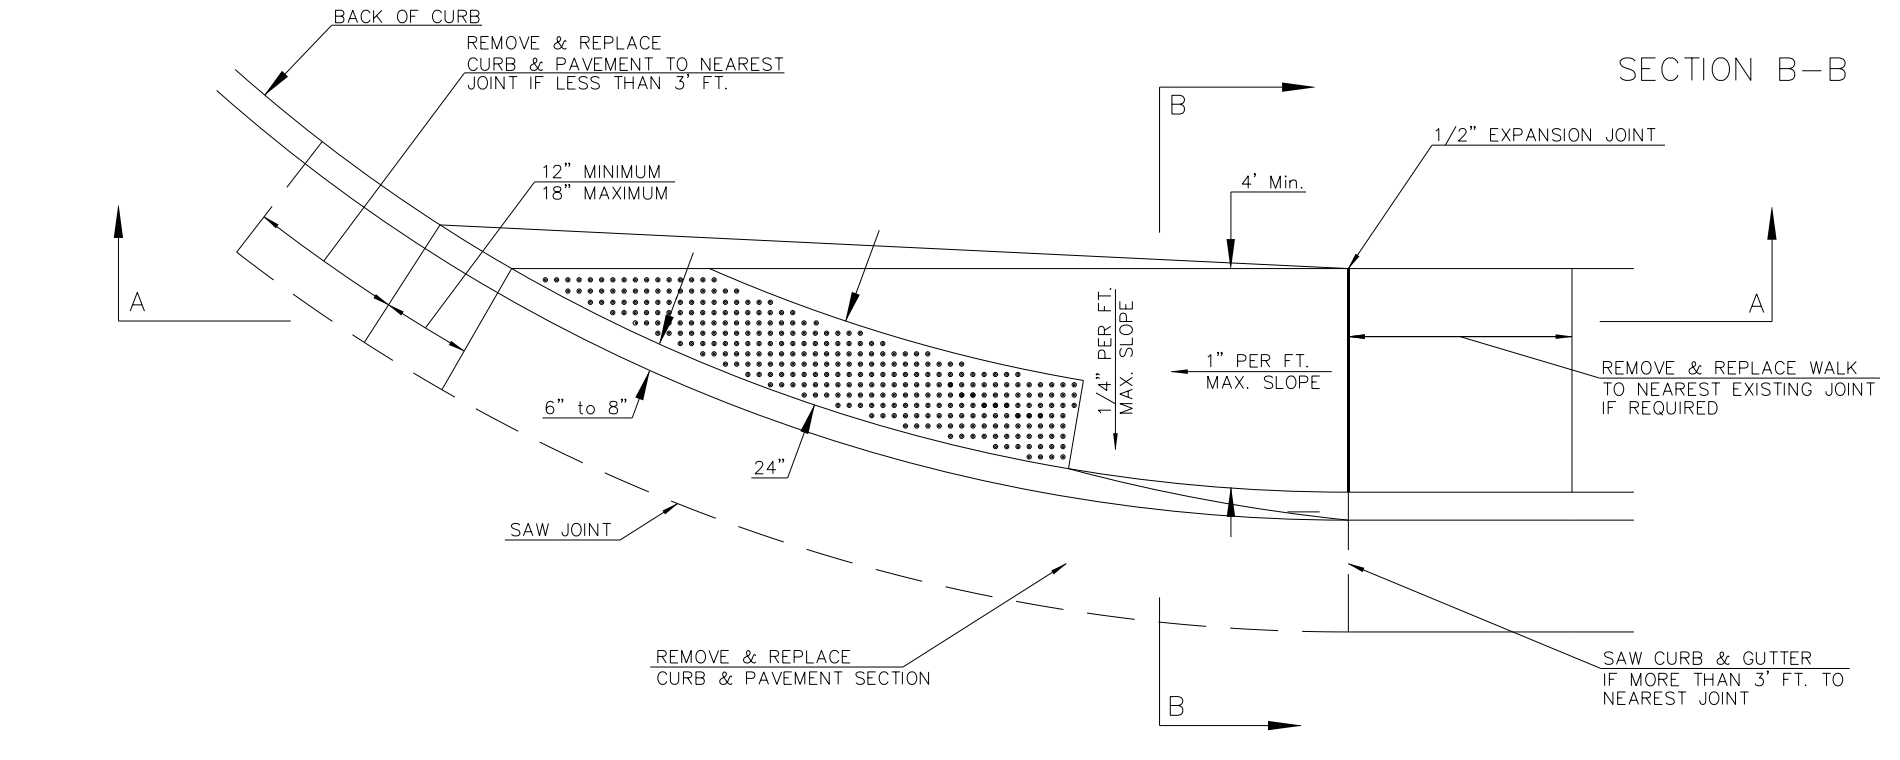 BACK OF CURB
REMOVE & REPLACE
CURB & PAVEMENT TO NEAREST
JOINT IF LESS THAN 3' FT.
SECTION B-B
B
1/2" EXPANSION JOINT
12" MINIMUM
18" MAXIMUM
4' Min.
A
A
1/4" PER FT.
MAX. SLOPE
1" PER FT.
MAX. SLOPE
REMOVE & REPLACE WALK
TO NEAREST EXISTING JOINT
IF REQUIRED
6" to 8"
24"
SAW JOINT
REMOVE & REPLACE
CURB & PAVEMENT SECTION
SAW CURB & GUTTER
IF MORE THAN 3' FT. TO
NEAREST JOINT
B